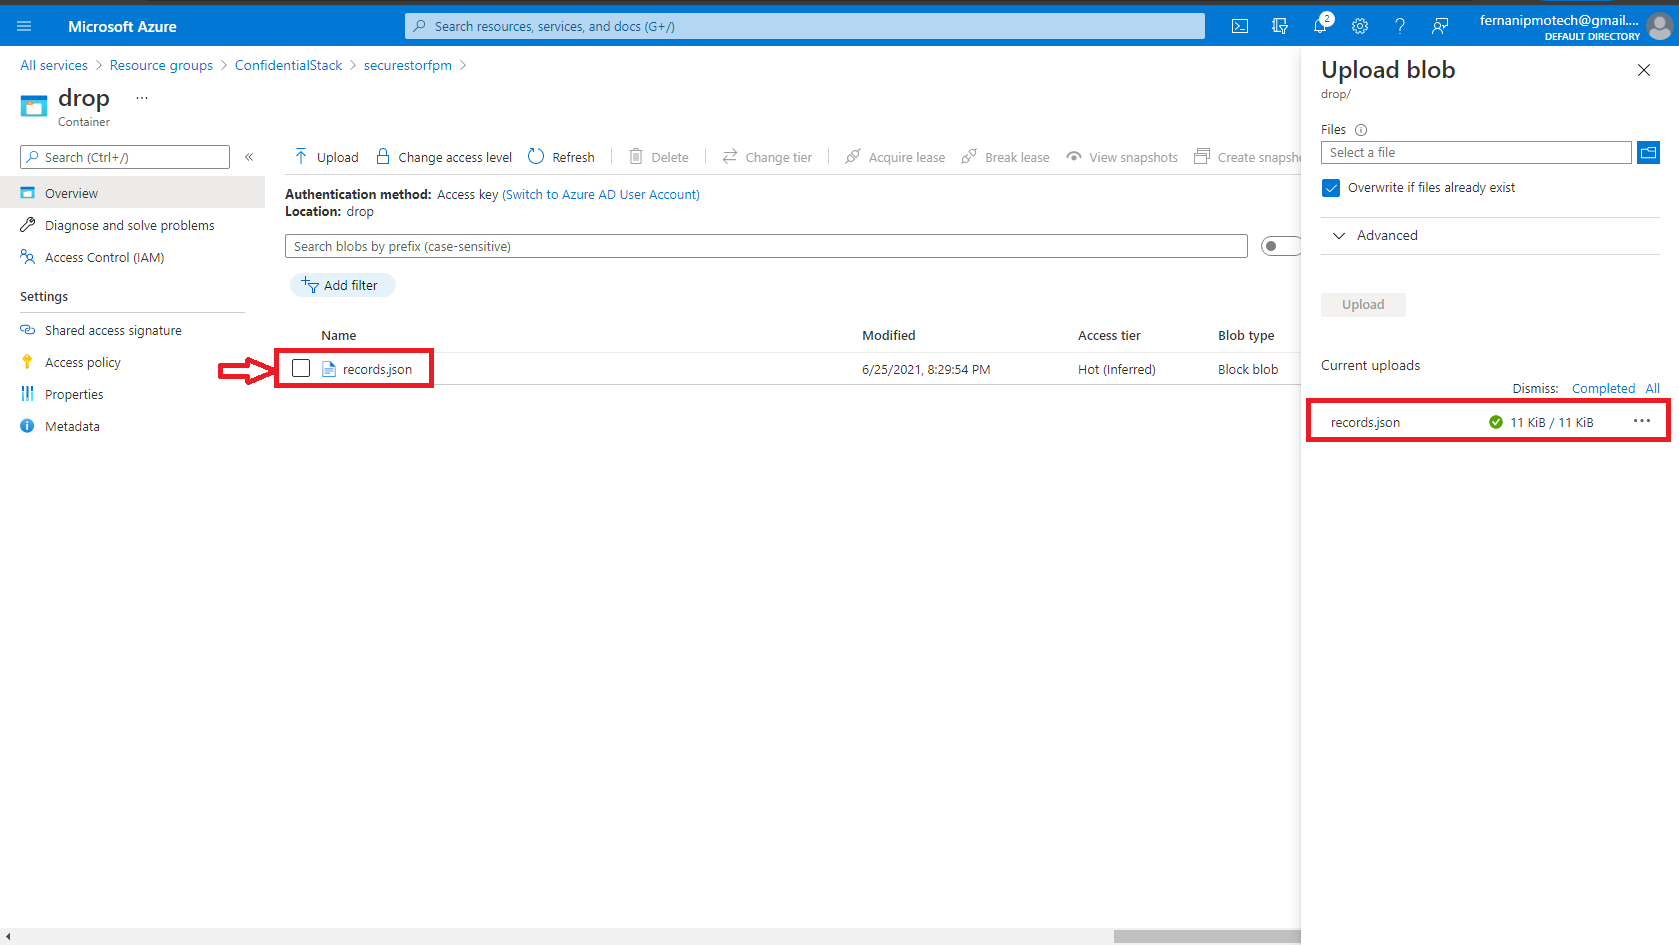 Microsoft Azure
Search resources, services, and docs (G+/)
2
fernanipmotech@gmail....
DEFAULT DIRECTORY
All services > Resource groups > ConfidentialStack > securestorfpm >
drop ...
Container
Search (Ctrl+/)
«
Overview
Diagnose and solve problems
Access Control (IAM)
Settings
Shared access signature
Access policy
Properties
Metadata
Upload
Change access level
Refresh
Delete
Change tier
Acquire lease
Break lease
View snapshots
Create snapsh
Authentication method: Access key (Switch to Azure AD User Account)
Location: drop
Search blobs by prefix (case-sensitive)
Add filter
Name Modified Access tier Blob type
records.json 6/25/2021, 8:29:54 PM Hot (Inferred) Block blob
Upload blob
drop/
Files
Select a file
Overwrite if files already exist
Advanced
Upload
Current uploads
Dismiss: Completed All
records.json 11 KiB / 11 KiB ...